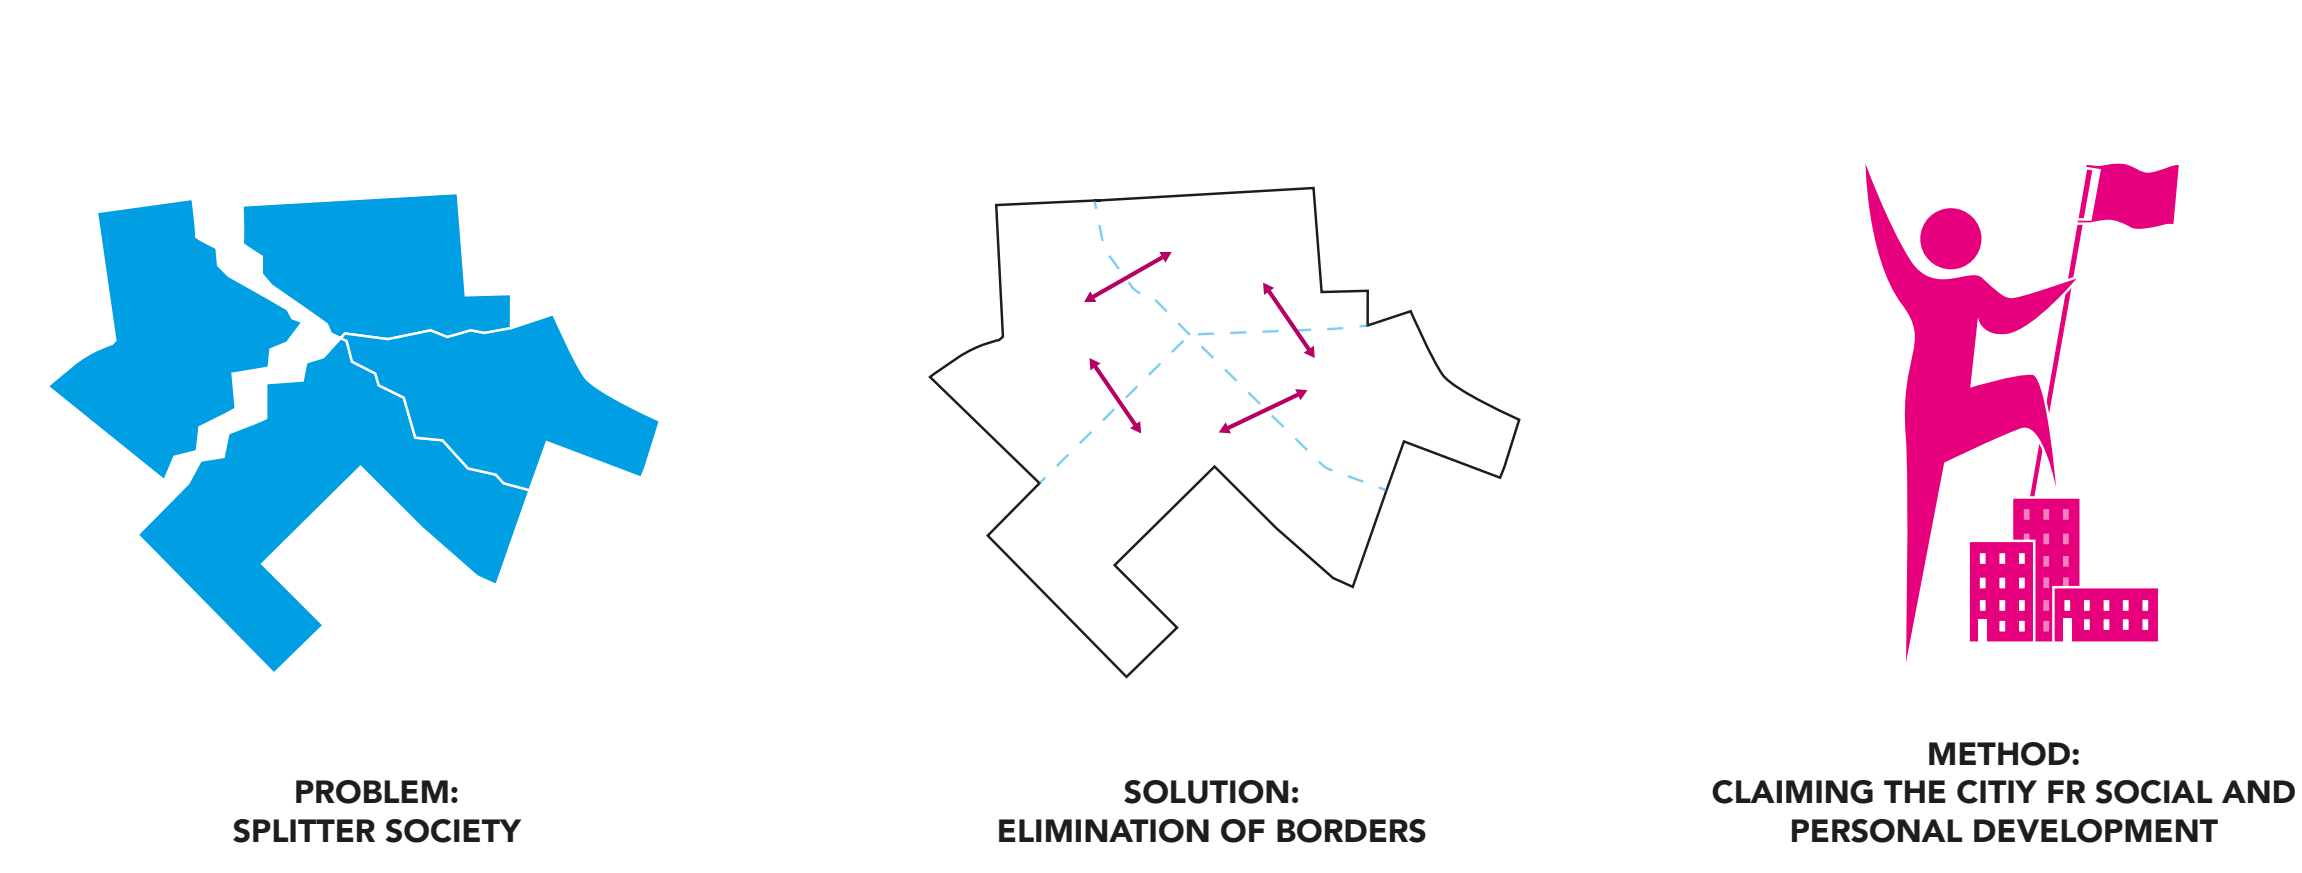 PROBLEM:
SPLITTER SOCIETY
SOLUTION:
ELIMINATION OF BORDERS
METHOD:
CLAIMING THE CITIY FR SOCIAL AND
PERSONAL DEVELOPMENT